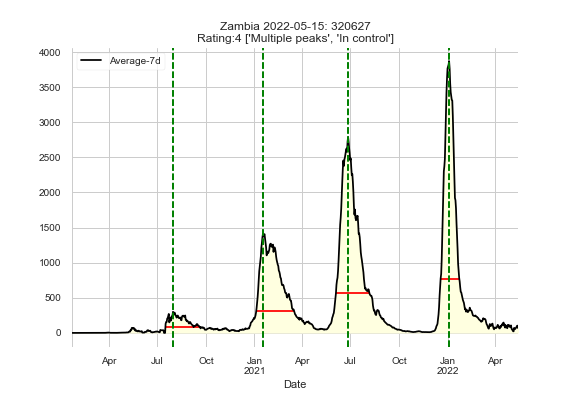 Zambia 2022-05-15: 320627
Rating:4 ['Multiple peaks', 'In control']
4000
3500
3000
2500
2000
1500
1000
500
0
Average-7d
Apr Jul Oct Jan Apr Jul Oct Jan Apr
2021 2022
Date